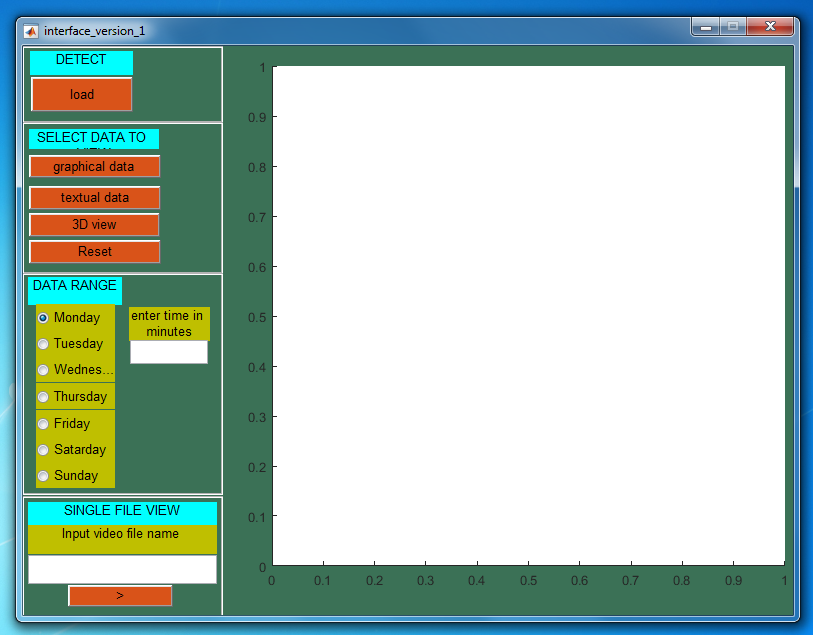 interface_version_1
DETECT
load
SELECT DATA TO
VIEW
graphical data
textual data
3D view
Reset
DATA RANGE
Monday
Tuesday
Wednes...
Thursday
Friday
Satarday
Sunday
enter time in
minutes
SINGLE FILE VIEW
Input video file name
>
1
0.9
0.8
0.7
0.6
0.5
0.4
0.3
0.2
0.1
0
0 0.1 0.2 0.3 0.4 0.5 0.6 0.7 0.8 0.9 1